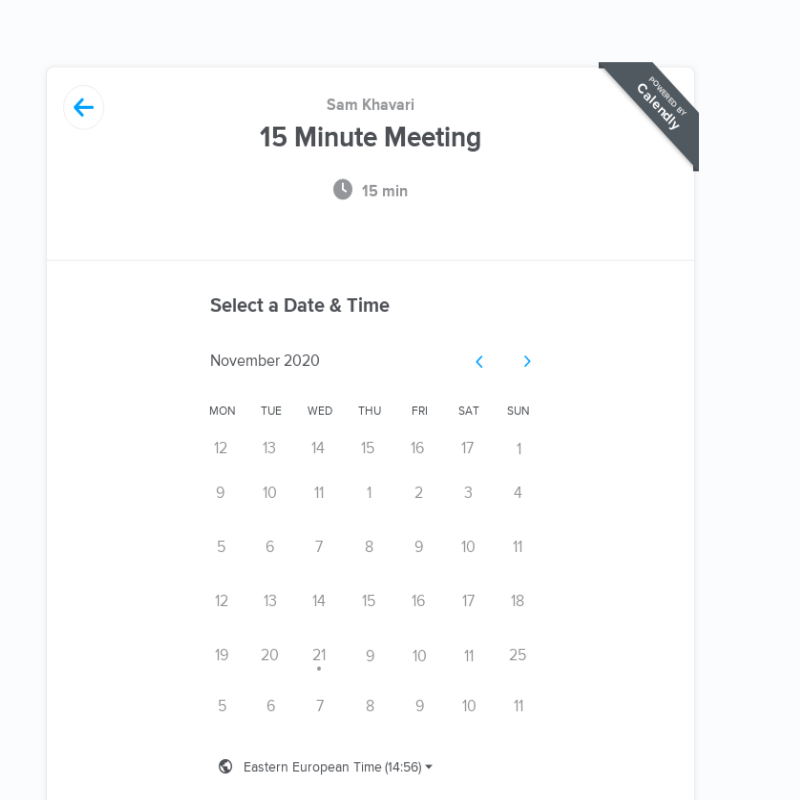 POWERED BY
Calendly
Sam Khavari
15 Minute Meeting
15 min
Select a Date & Time
November 2020
MON TUE WED THU FRI SAT SUN
12 13 14 15 16 17 1
9 10 11 1 2 3 4
5 6 7 8 9 10 11
12 13 14 15 16 17 18
19 20 21 9 10 11 25
5 6 7 8 9 10 11
Eastern European Time (14:56)